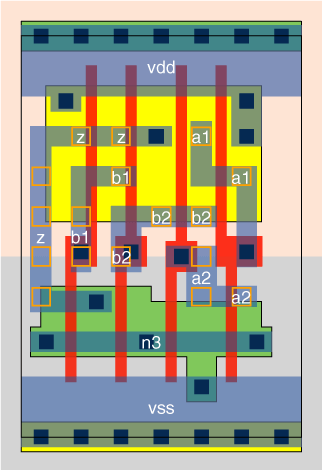 vdd
z z a1
b1 a1
b2 b2
z b1
b2
a2
a2
n3
vss